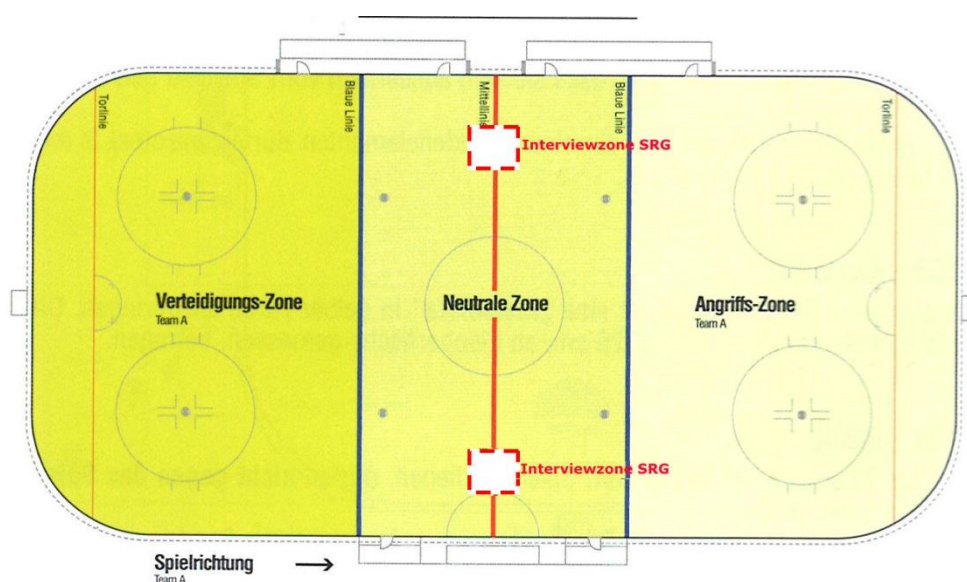 Torlinie
Blaue Linie
Mittellinie
Blaue Linie
Torlinie
Interviewzone SRG
Verteidigungs-Zone
Team A
Neutrale Zone
Angriffs-Zone
Team A
Interviewzone SRG
Spielrichtung
Team A